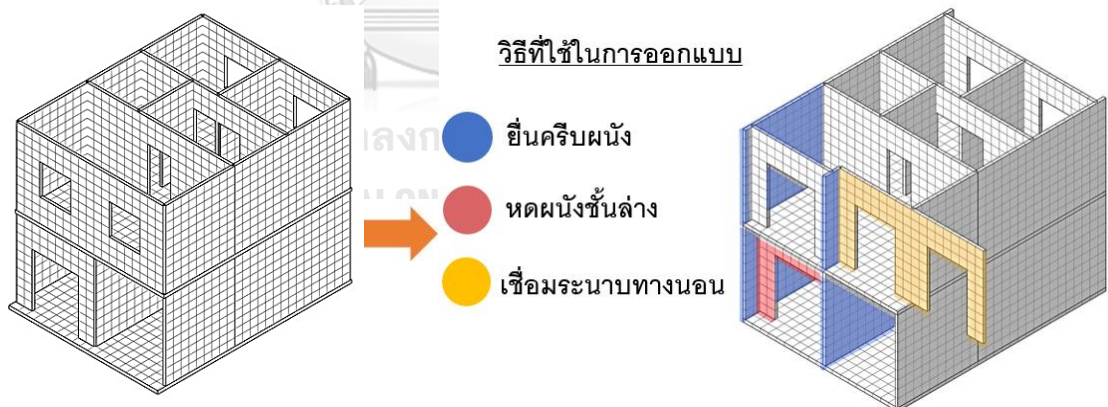 วิธีที่ใช้ในการออกแบบ
ยื่นครีบผนัง
หดผนังชั้นล่าง
เชื่อมระนาบทางนอน